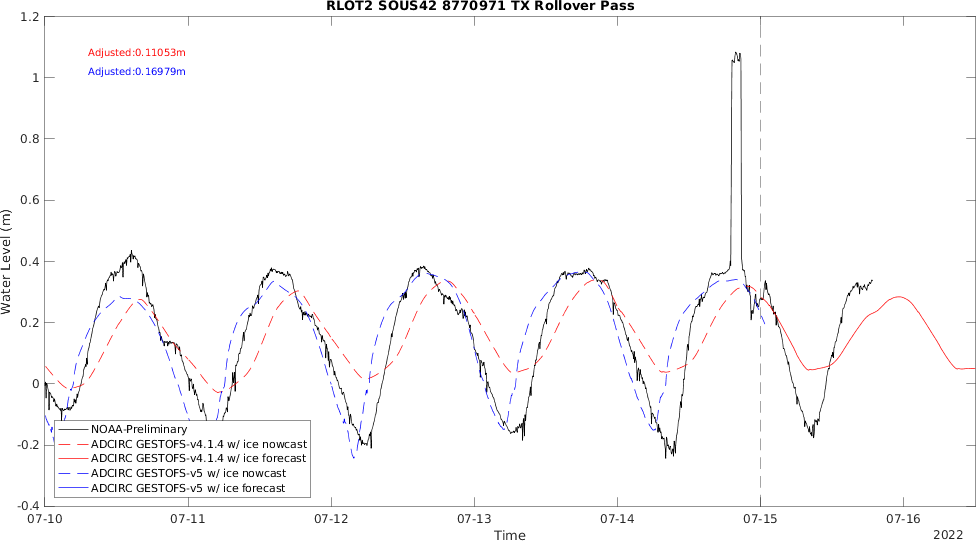 RLOT2 SOUS42 8770971 TX Rollover Pass
Adjusted:0.11053m
Adjusted:0.16979m
1.2
1
0.8
0.6
0.4
0.2
0
-0.2
-0.4
Water Level (m)
NOAA-Preliminary
ADCIRC GESTOFS-v4.1.4 w/ ice nowcast
ADCIRC GESTOFS-v4.1.4 w/ ice forecast
ADCIRC GESTOFS-v5 w/ ice nowcast
ADCIRC GESTOFS-v5 w/ ice forecast
07-10 07-11 07-12 07-13 07-14 07-15 07-16
Time
2022